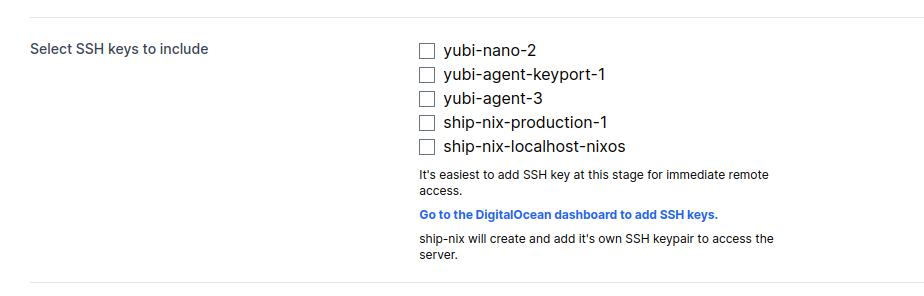 Select SSH keys to include
yubi-nano-2
yubi-agent-keyport-1
yubi-agent-3
ship-nix-production-1
ship-nix-localhost-nixos
It's easiest to add SSH key at this stage for immediate remote
access.
Go to the DigitalOcean dashboard to add SSH keys.
ship-nix will create and add it's own SSH keypair to access the
server.